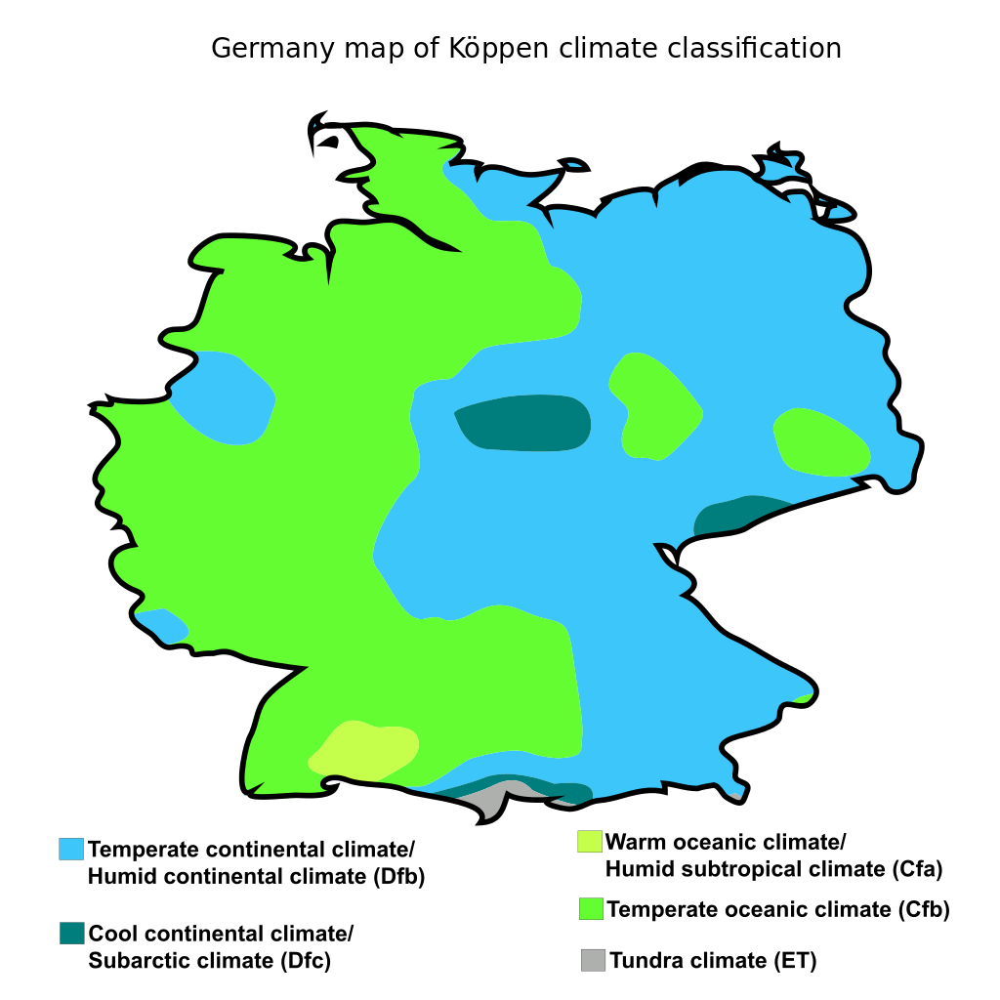 Germany map of Köppen climate classification
Temperate continental climate/
Humid continental climate (Dfb)
Cool continental climate/
Subarctic climate (Dfc)
Warm oceanic climate/
Humid subtropical climate (Cfa)
Temperate oceanic climate (Cfb)
Tundra climate (ET)